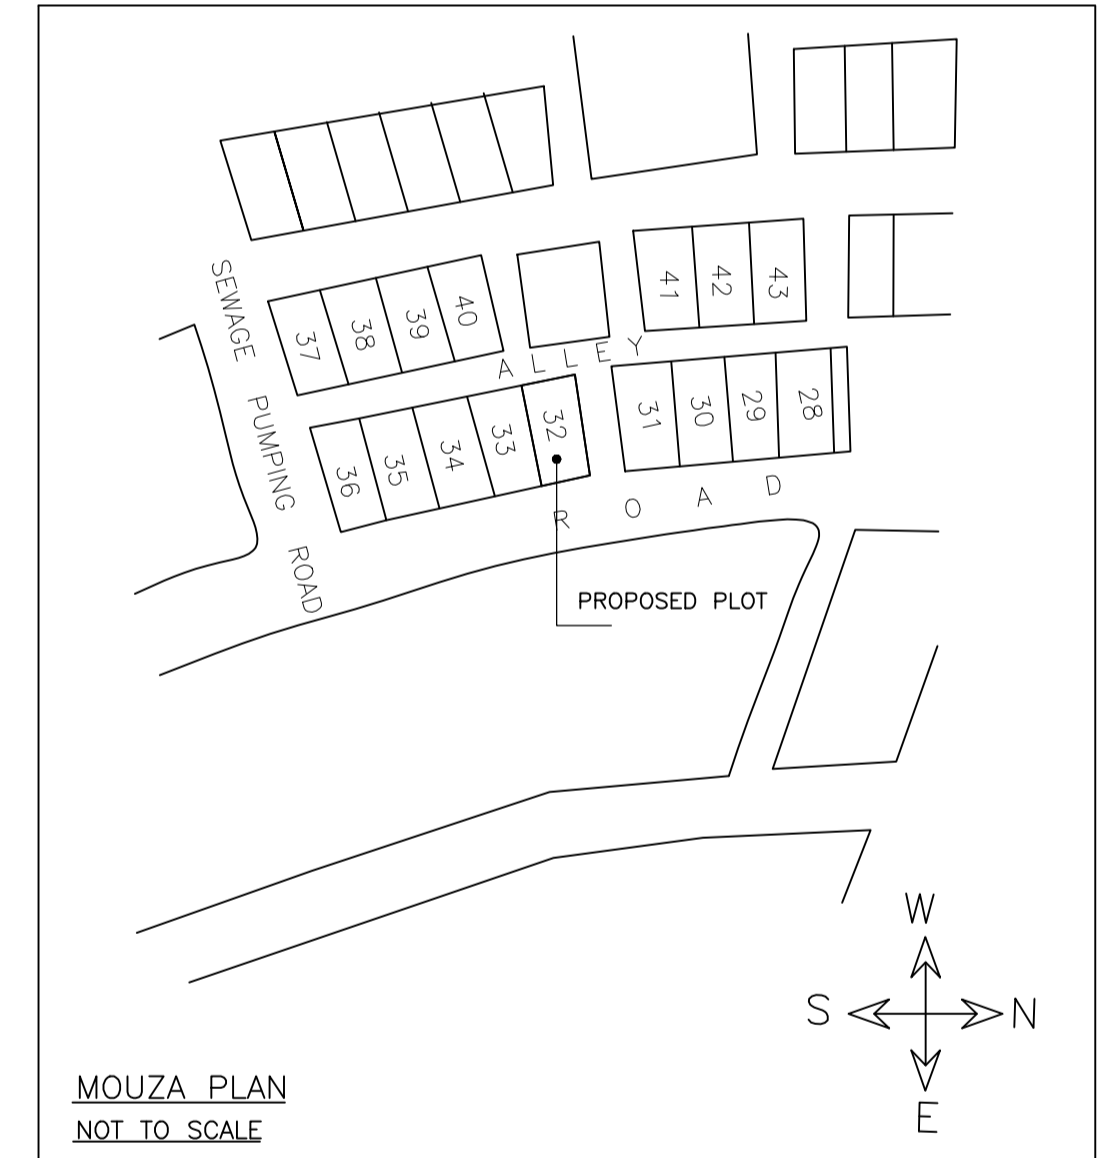 41 42 43
37 38 39 40
SEWAGE PUMPING ROAD
ALLEY
36 35 34 33 32
31 30 29 28
ROAD
PROPOSED PLOT
W
S N
E
MOUZA PLAN
NOT TO SCALE